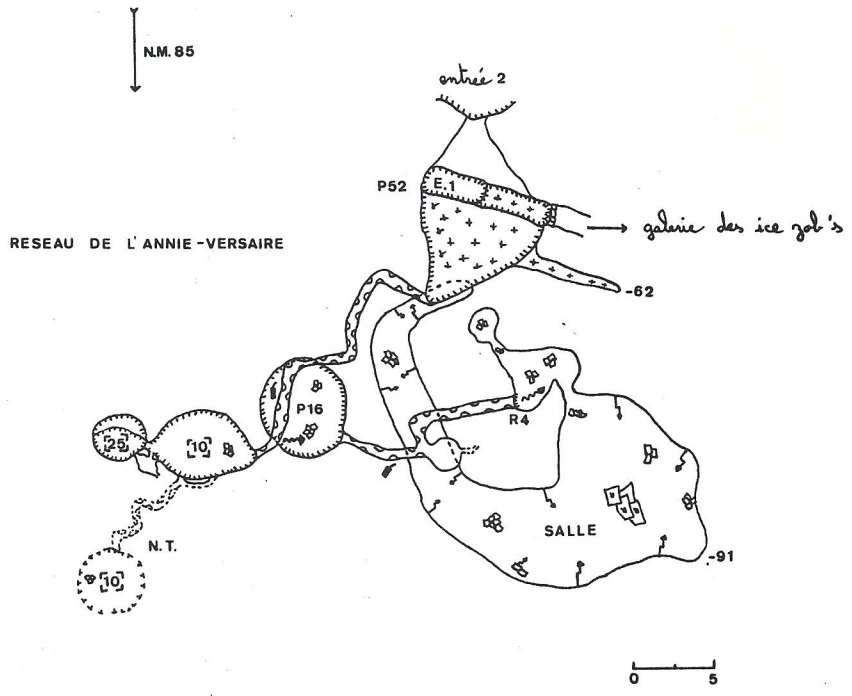 N.M. 85
entrée 2
P52
E.1
RESEAU DE L'ANNIE-VERSAIRE
galerie des ice zob's
-62
P16
R4
[25]
[10]
SALLE
N.T.
-91
[10]
0 5